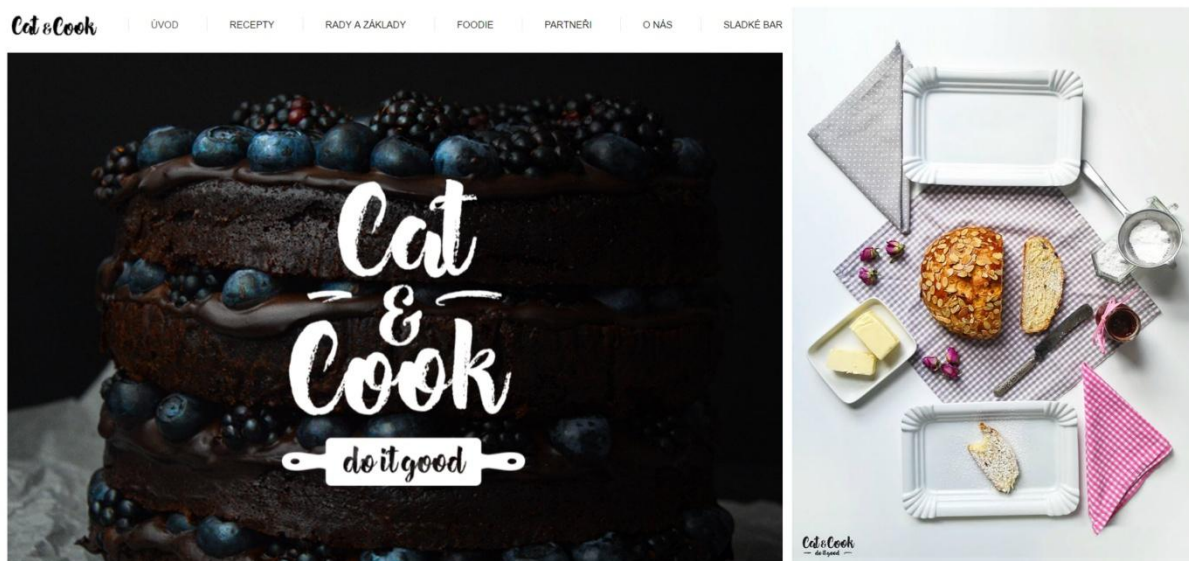 Cat & Cook
ÚVOD
RECEPTY
RADY A ZÁKLADY
FOODIE
PARTNEŘI
O NÁS
SLADKÉ BAR
Cat
&
Cook
do it good
Cat & Cook
do it good